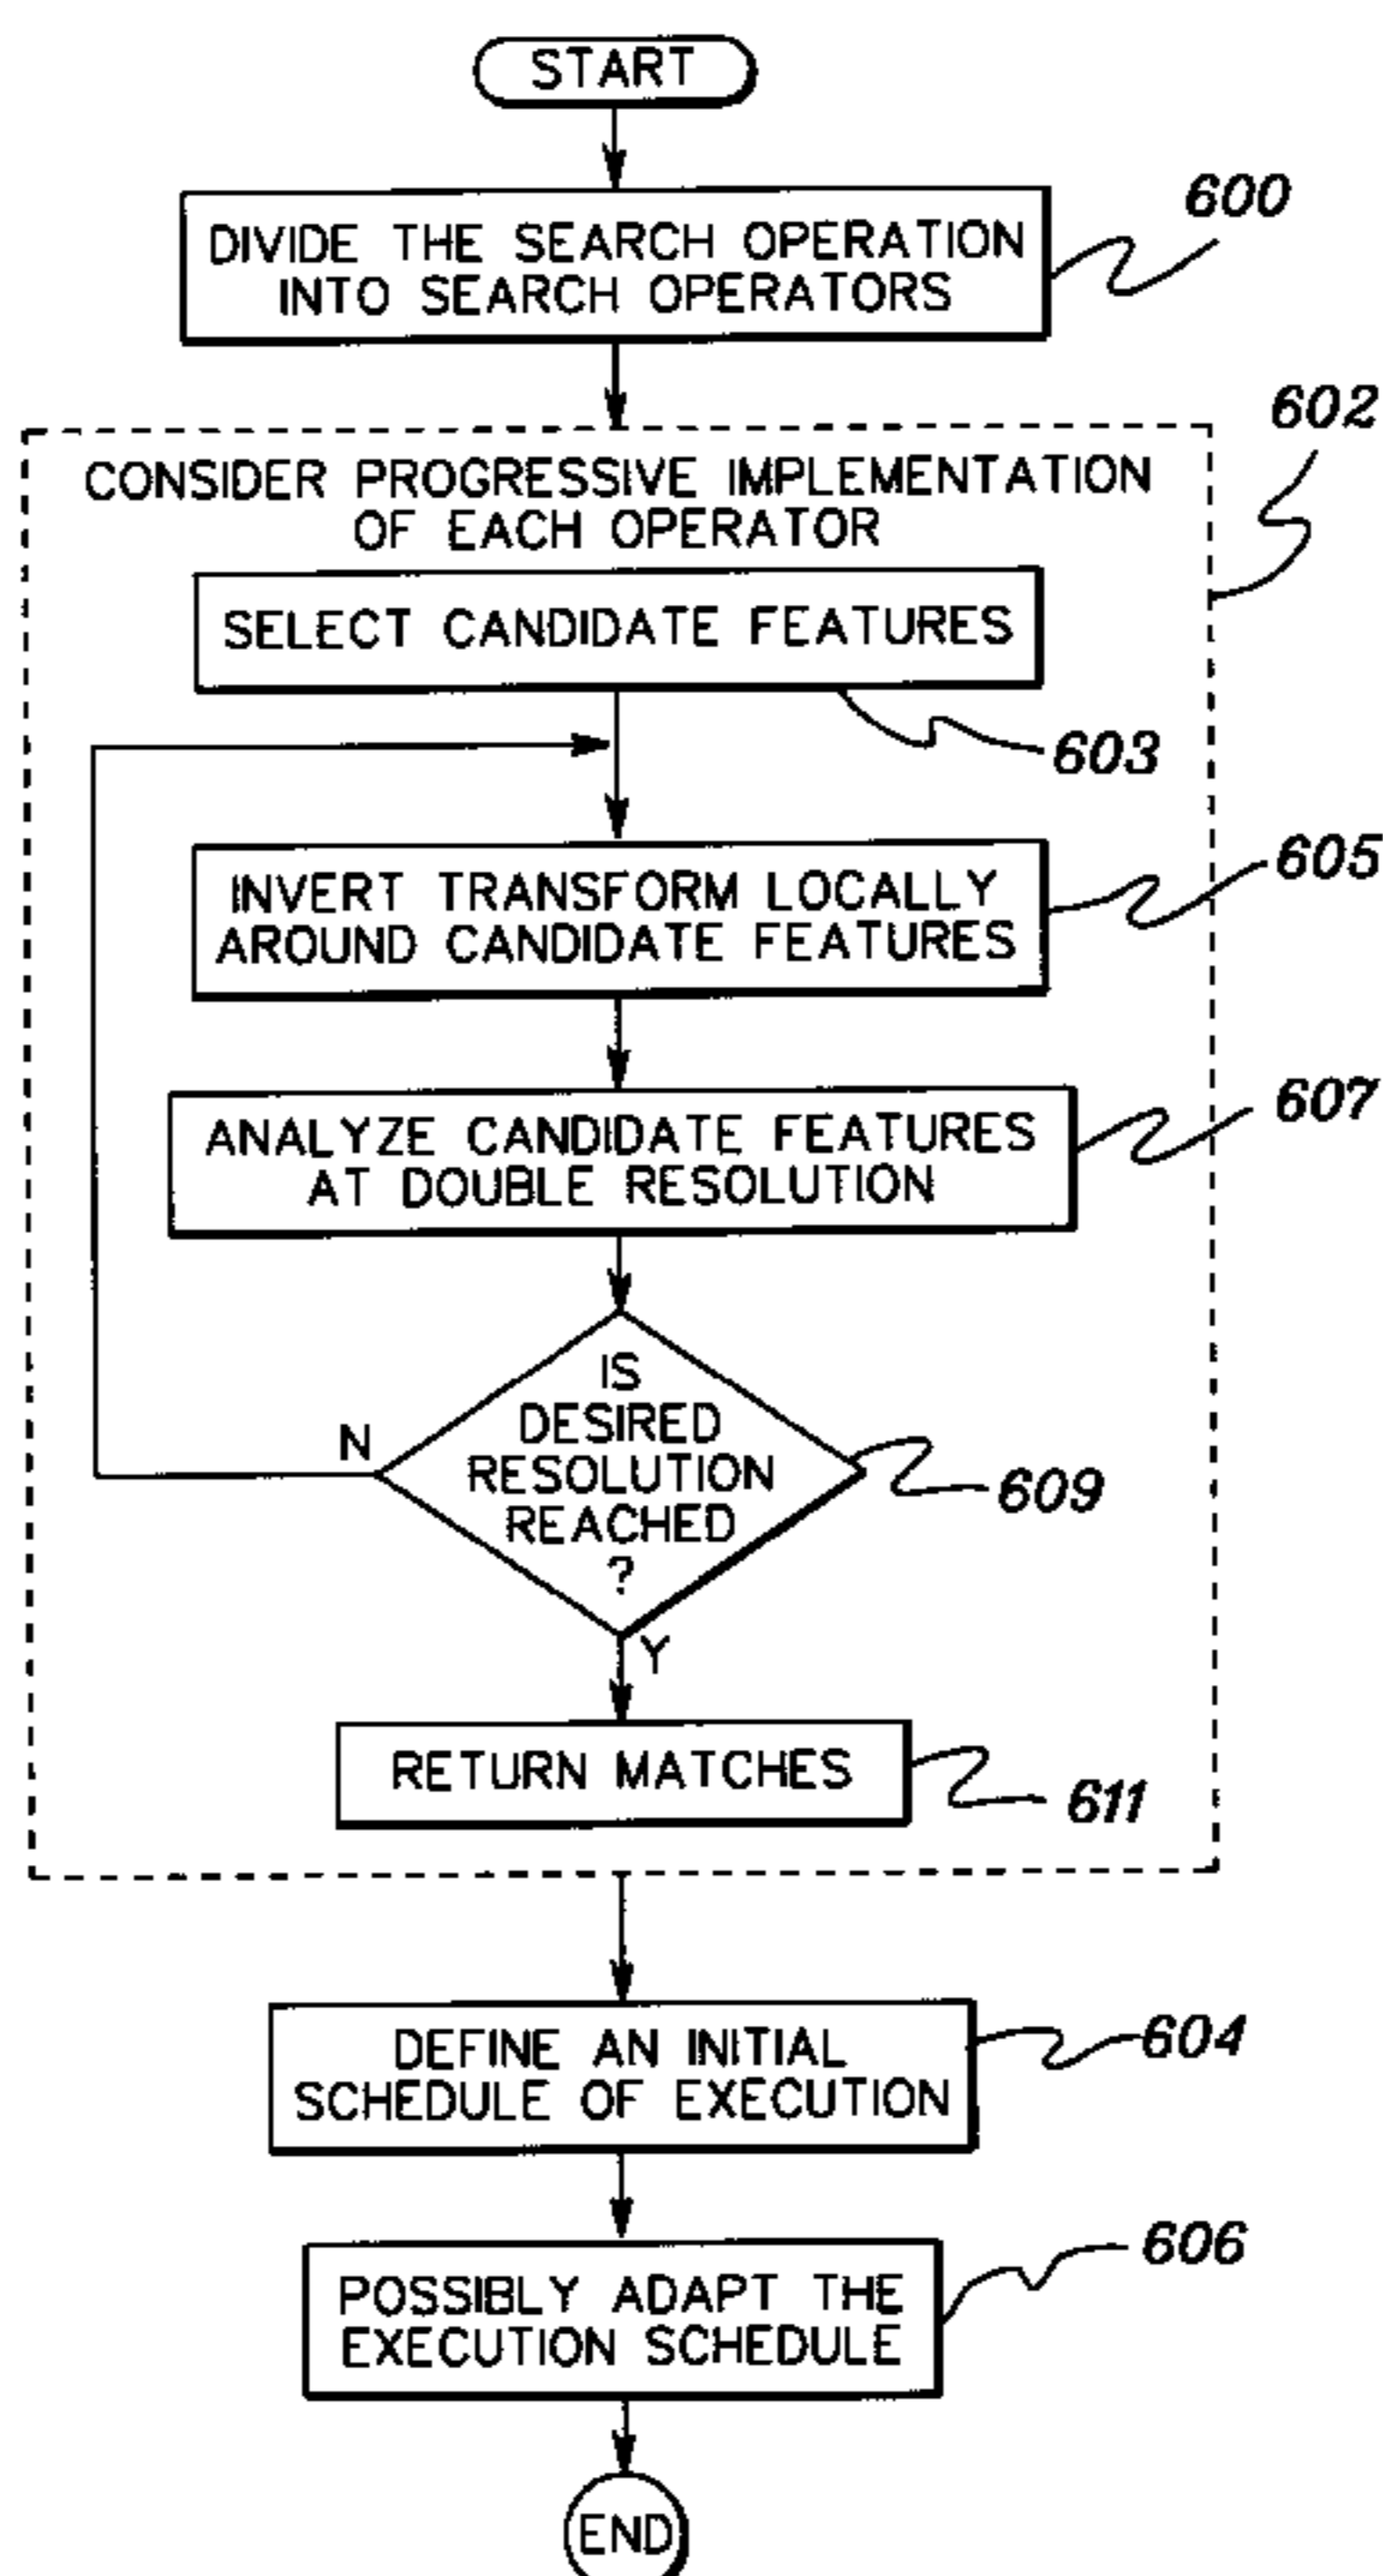 START
DIVIDE THE SEARCH OPERATION
INTO SEARCH OPERATORS
600
602
CONSIDER PROGRESSIVE IMPLEMENTATION
OF EACH OPERATOR
SELECT CANDIDATE FEATURES
603
INVERT TRANSFORM LOCALLY
AROUND CANDIDATE FEATURES
605
ANALYZE CANDIDATE FEATURES
AT DOUBLE RESOLUTION
607
IS
DESIRED
RESOLUTION
REACHED
?
N
609
Y
RETURN MATCHES
611
DEFINE AN INITIAL
SCHEDULE OF EXECUTION
604
POSSIBLY ADAPT THE
EXECUTION SCHEDULE
606
END